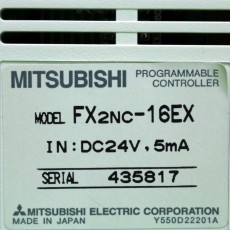 MITSUBISHI PROGRAMMABLE
CONTROLLER
MODEL FX2NC-16EX
IN:DC24V, 5mA
SERIAL 435817
MITSUBISHI ELECTRIC CORPORATION
MADE IN JAPAN Y550D22201A